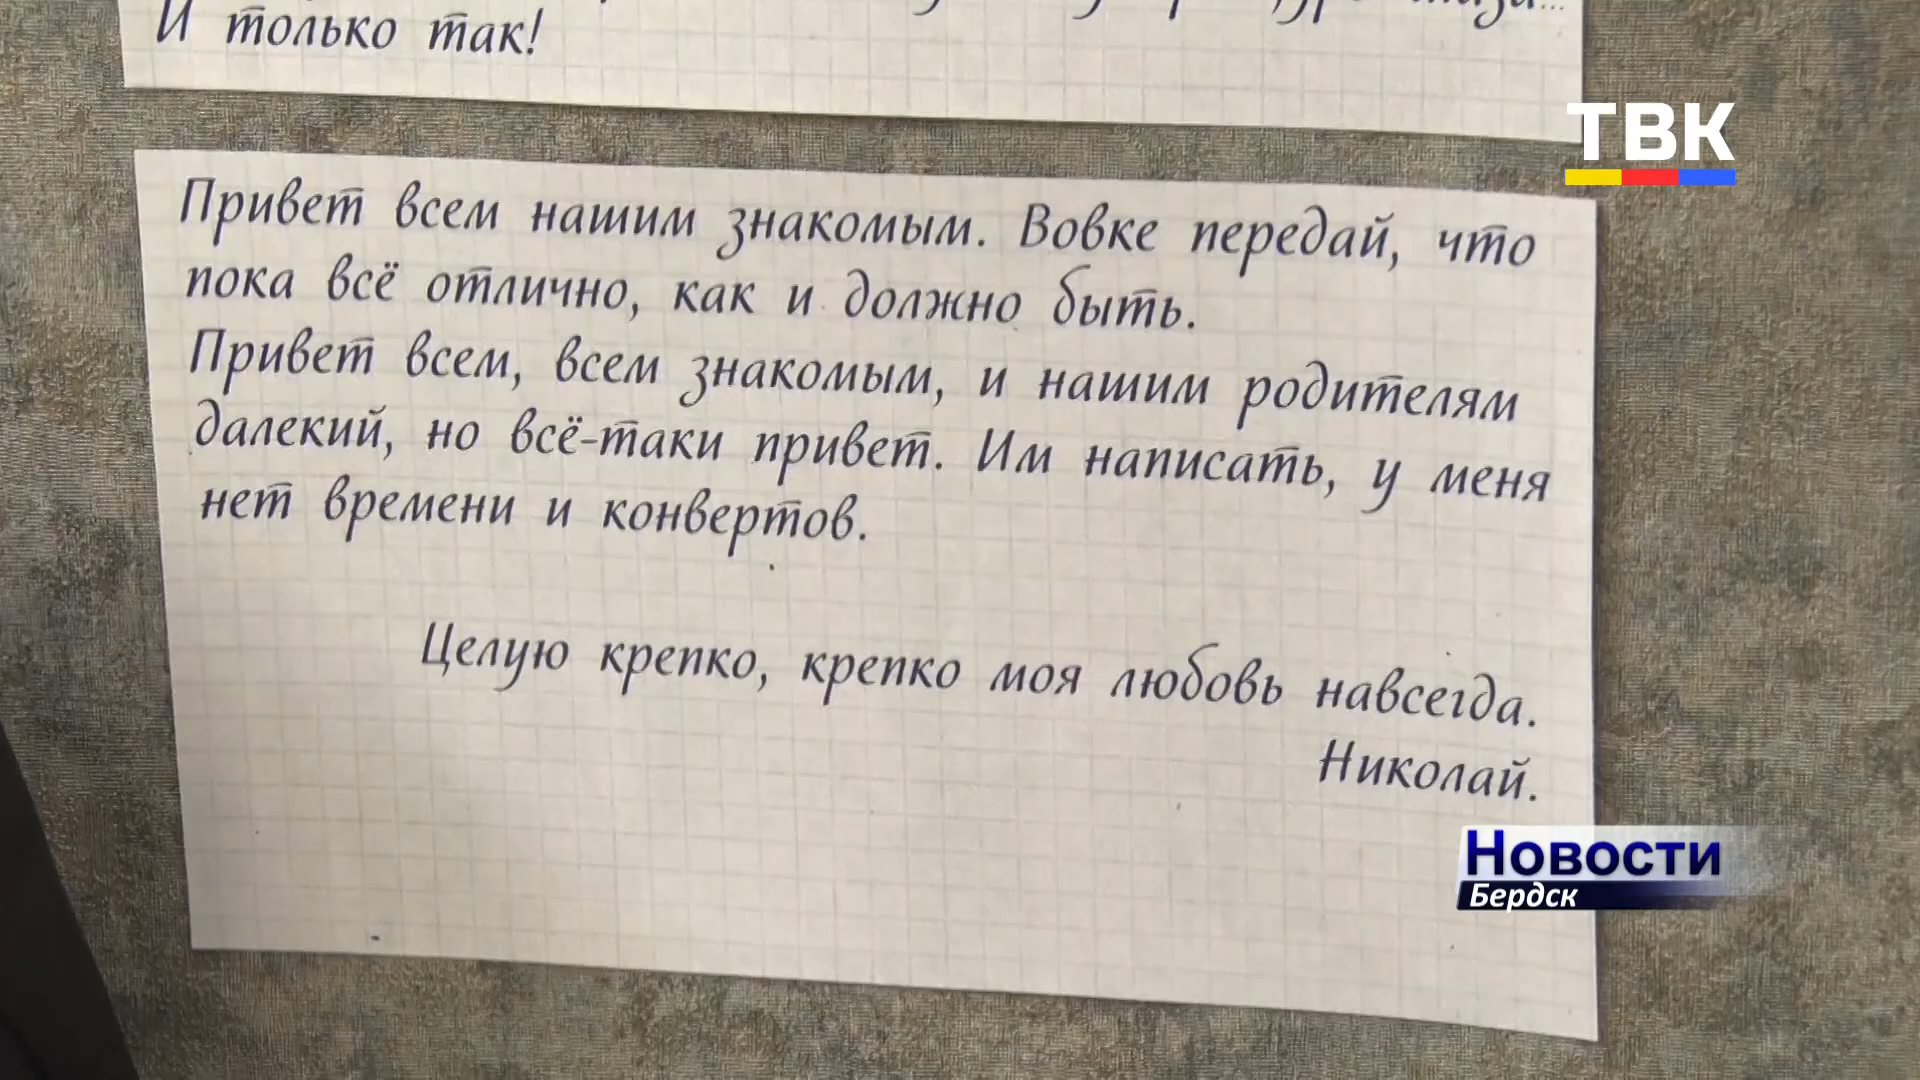 И только так!
ТВК
Привет всем нашим знакомым. Вовке передай, что
пока всё отлично, как и должно быть.
Привет всем, всем знакомым, и нашим родителям
далекий, но всё-таки привет. Им написать, у меня
нет времени и конвертов.
Целую крепко, крепко моя любовь навсегда.
Николай.
Новости
Бердск